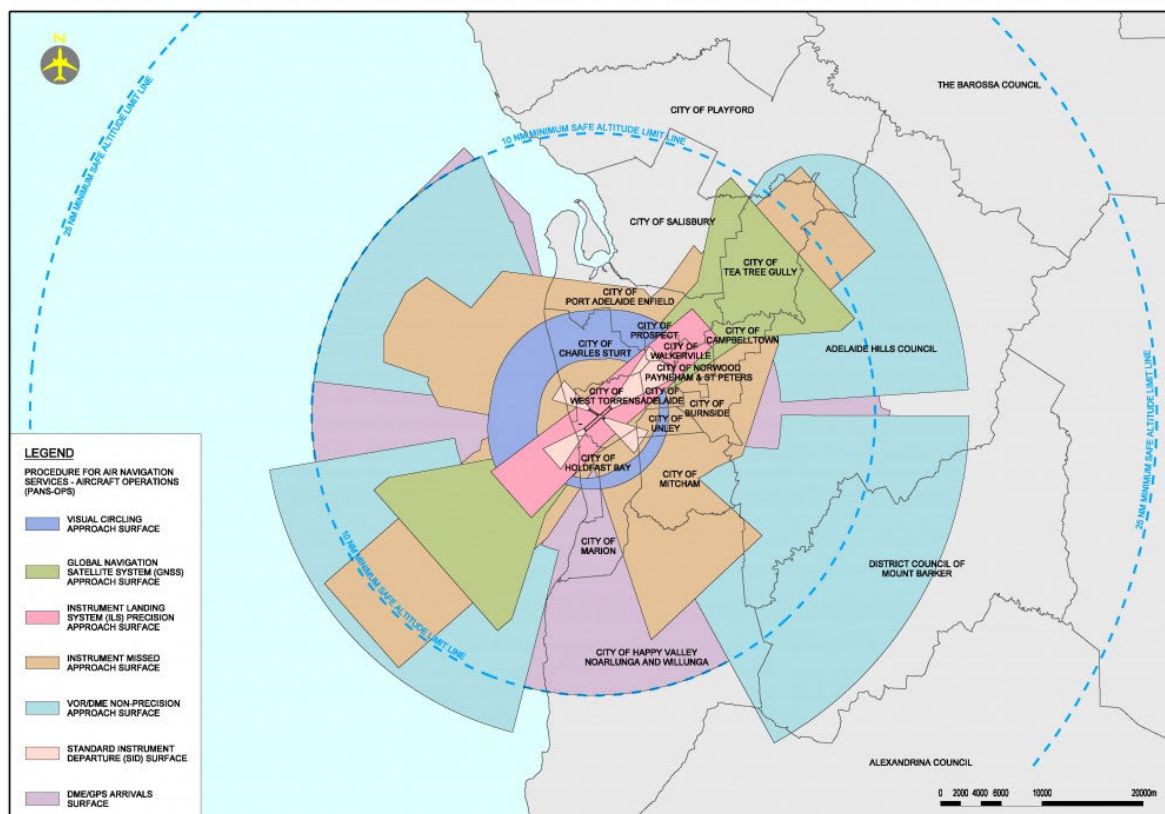 N
THE BAROSSA COUNCIL
CITY OF PLAYFORD
25 NM MINIMUM SAFE ALTITUDE LIMIT LINE
10 NM MINIMUM SAFE ALTITUDE LIMIT LINE
CITY OF SALISBURY
CITY OF
TEA TREE GULLY
CITY OF
PORT ADELAIDE ENFIELD
CITY OF
PROSPECT
CITY OF
CAMPBELLTOWN
CITY OF
CHARLES STURT
CITY OF
WALKERVILLE
ADELAIDE HILLS COUNCIL
CITY OF NORWOOD
PAYNEHAM & ST PETERS
CITY OF
WEST TORRENS
CITY OF
ADELAIDE
CITY OF
BURNSIDE
CITY OF
UNLEY
CITY OF
HOLDFAST BAY
CITY OF
MITCHAM
25 NM MINIMUM SAFE ALTITUDE LIMIT LINE
CITY OF
MARION
10 NM MINIMUM SAFE ALTITUDE LIMIT LINE
DISTRICT COUNCIL OF
MOUNT BARKER
CITY OF HAPPY VALLEY
NOARLUNGA AND WILLUNGA
ALEXANDRINA COUNCIL
LEGEND
PROCEDURE FOR AIR NAVIGATION
SERVICES - AIRCRAFT OPERATIONS
(PANS-OPS)
VISUAL CIRCLING
APPROACH SURFACE
GLOBAL NAVIGATION
SATELLITE SYSTEM (GNSS)
APPROACH SURFACE
INSTRUMENT LANDING
SYSTEM (ILS) PRECISION
APPROACH SURFACE
INSTRUMENT MISSED
APPROACH SURFACE
VOR/DME NON-PRECISION
APPROACH SURFACE
STANDARD INSTRUMENT
DEPARTURE (SID) SURFACE
DME/GPS ARRIVALS
SURFACE
0 2000 4000 6000 10000 20000m